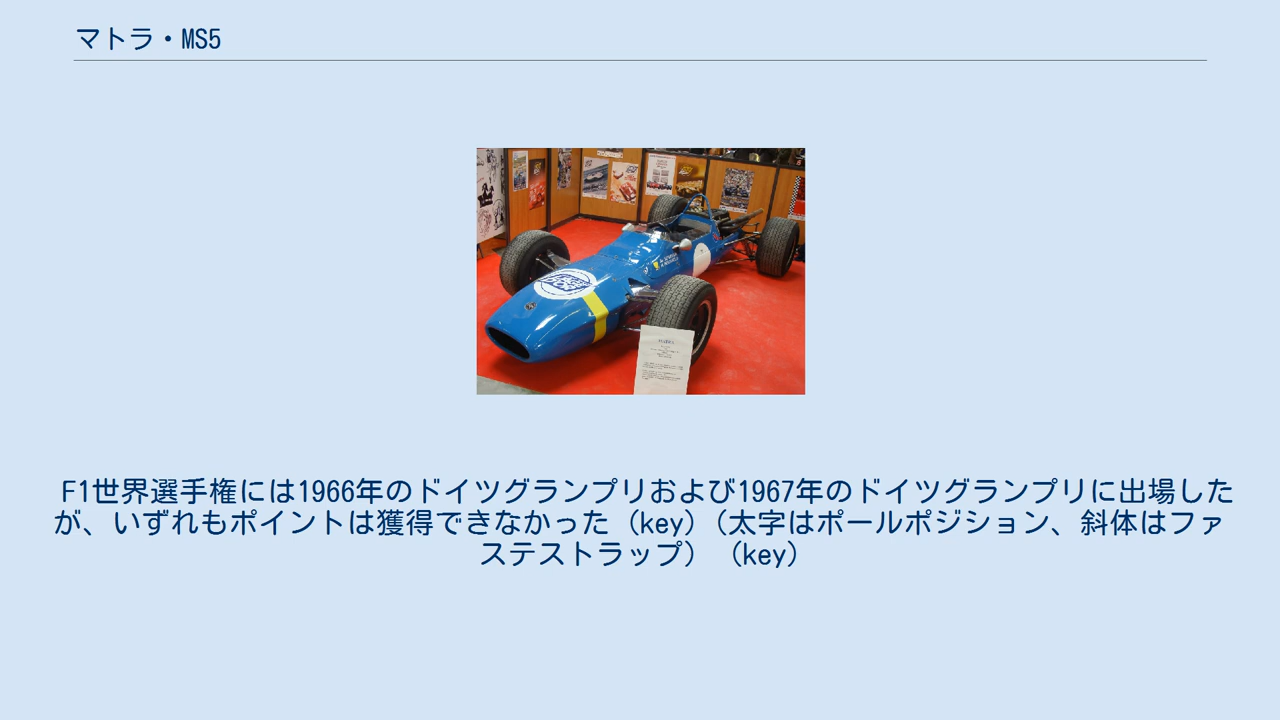 マトラ・MS5
F1世界選手権には1966年のドイツグランプリおよび1967年のドイツグランプリに出場した
が、いずれもポイントは獲得できなかった（key）（太字はポールポジション、斜体はファ
ステストラップ）（key）